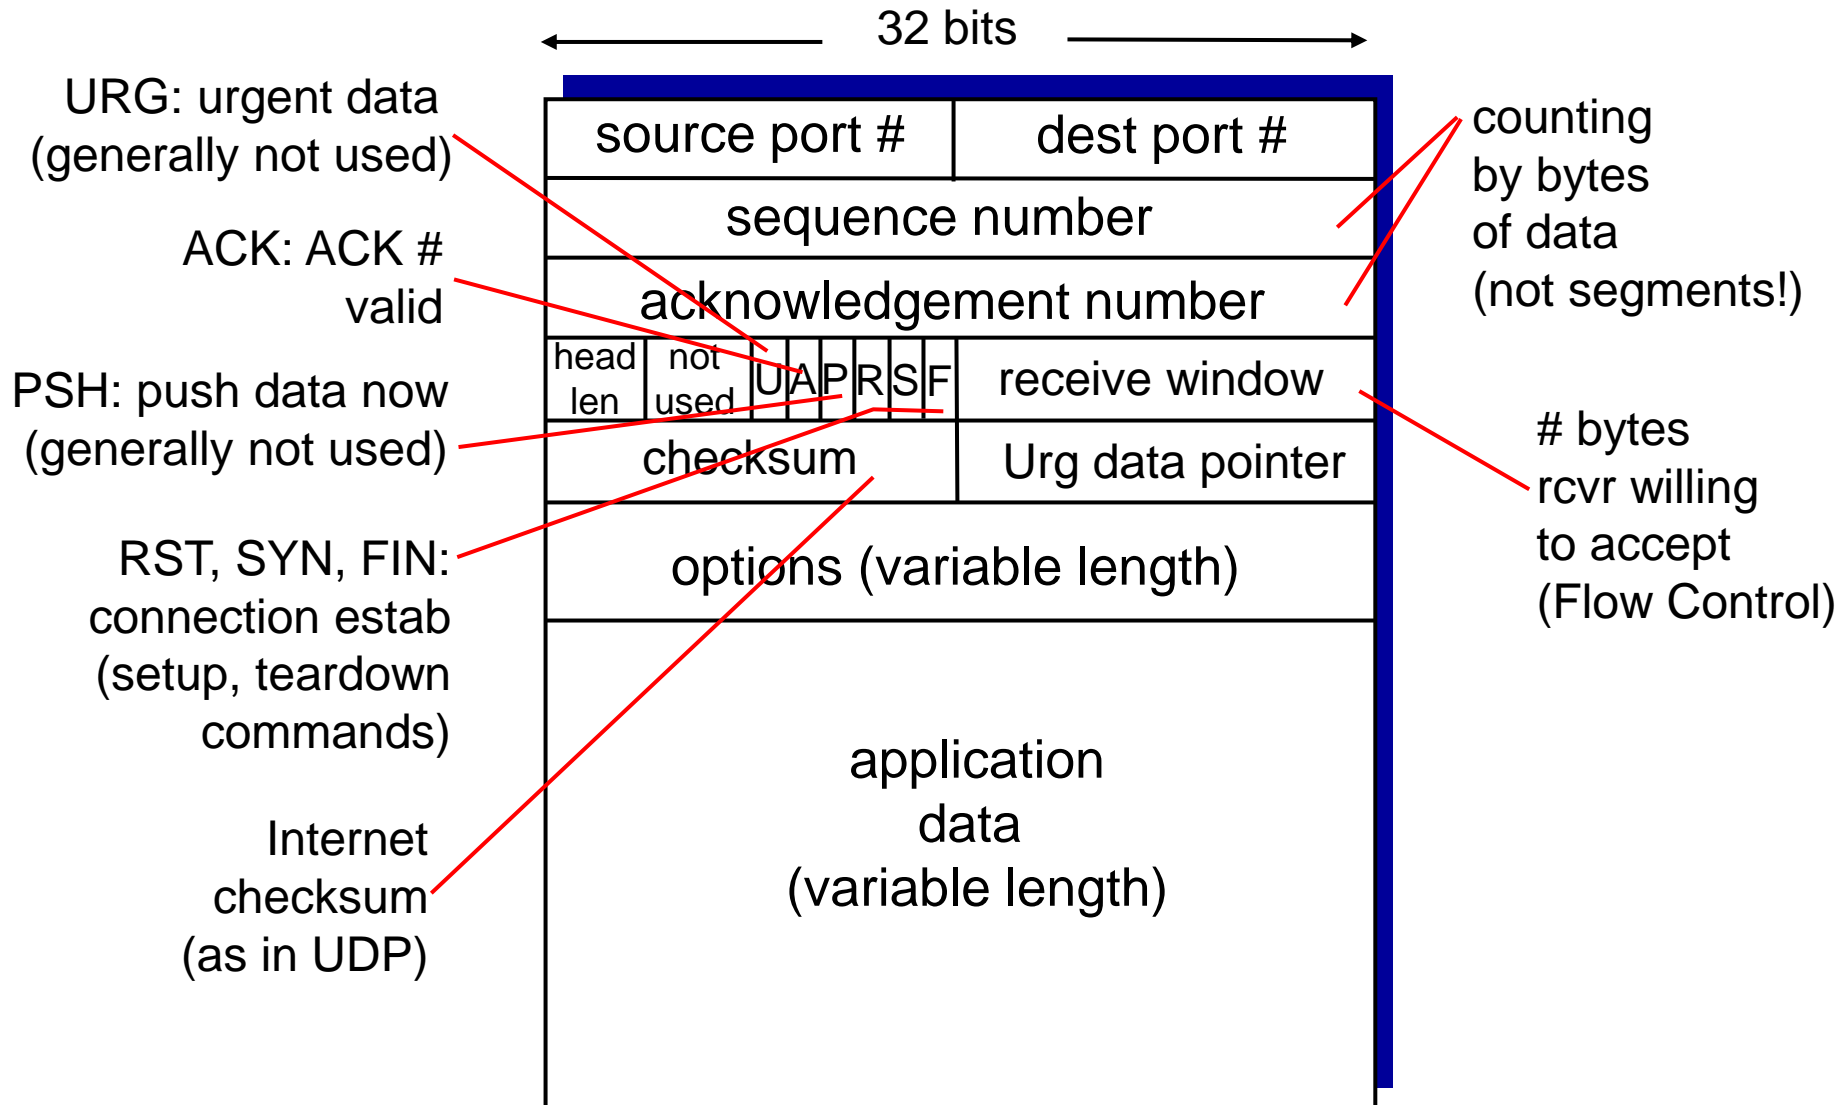 32 bits
URG: urgent data
(generally not used)
ACK: ACK #
valid
PSH: push data now
(generally not used)
RST, SYN, FIN:
connection estab
(setup, teardown
commands)
Internet
checksum
(as in UDP)
source port #
dest port #
sequence number
acknowledgement number
head
len
not
used
U
A
P
R
S
F
receive window
checksum
Urg data pointer
options (variable length)
application
data
(variable length)
counting
by bytes
of data
(not segments!)
# bytes
rcvr willing
to accept
(Flow Control)